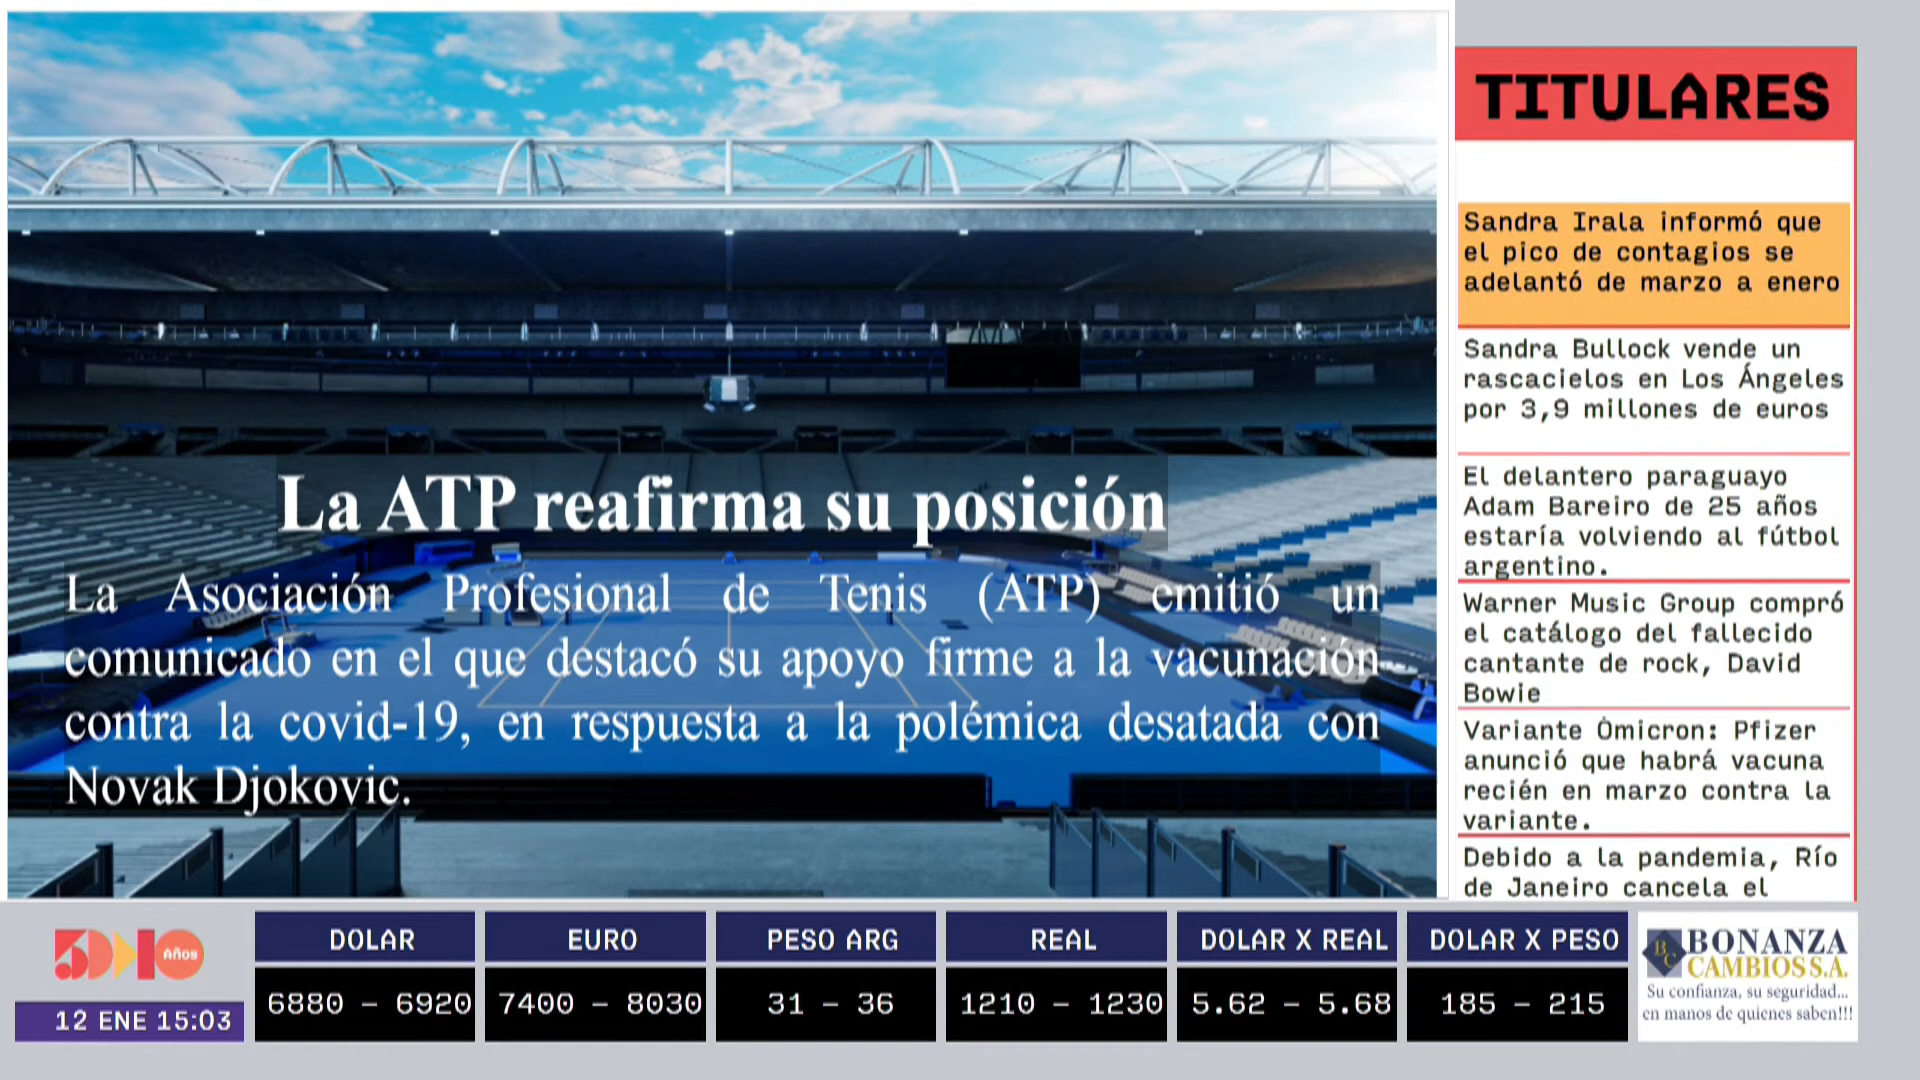 La ATP reafirma su posición
La Asociación Profesional de Tenis (ATP) emitió un
comunicado en el que destacó su apoyo firme a la vacunación
contra la covid-19, en respuesta a la polémica desatada con
Novak Djokovic.
TITULARES
Sandra Irala informó que
el pico de contagios se
adelantó de marzo a enero
Sandra Bullock vende un
rascacielos en Los Ángeles
por 3,9 millones de euros
El delantero paraguayo
Adam Bareiro de 25 años
estaría volviendo al fútbol
argentino.
Warner Music Group compró
el catálogo del fallecido
cantante de rock, David
Bowie
Variante Òmicron: Pfizer
anunció que habrá vacuna
recién en marzo contra la
variante.
Debido a la pandemia, Río
de Janeiro cancela el
Años
12 ENE 15:03
DOLAR
6880 - 6920
EURO
7400 - 8030
PESO ARG
31 - 36
REAL
1210 - 1230
DOLAR X REAL
5.62 - 5.68
DOLAR X PESO
185 - 215
BC
BONANZA
CAMBIOS S.A.
Su confianza, su seguridad...
en manos de quienes saben!!!